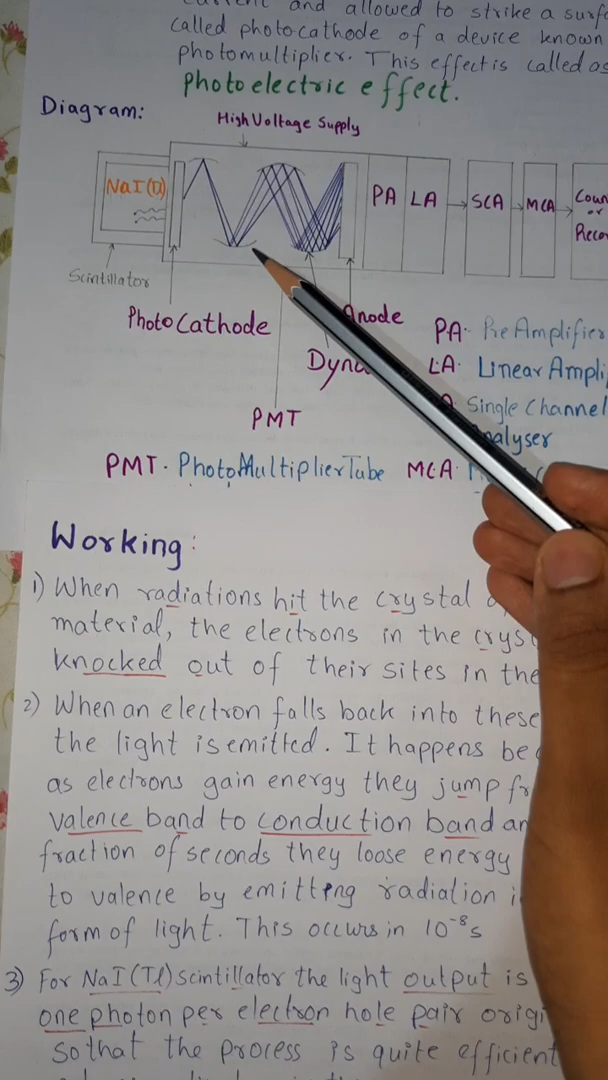 and allowed to strike a
called photocathode of a device known
photomultiplier. This effect is called as
Photoelectric effect.
Diagram:
High Voltage Supply
NaI(Tl)
PA LA SCA MCA
or
Scintillator
Photo Cathode
Anode
PA. PreAmplifier
LA. Linear
Single Channel
Analyser
PMT
PMT. PhotoMultiplierTube MCA.
Working:
1) When radiations hit the crystal
material, the electrons in the
knocked out of their sites in the
2) When an electron falls back into these
the light is emitted. It happens
as electrons gain energy they jump
valence band to conduction band
fraction of seconds they loose energy
to valence by emitting radiation
form of light. This occurs in 10⁻⁸s
3) For NaI(Tl) scintillator the light output is
one photon per electron hole pair
So that the process is quite efficient